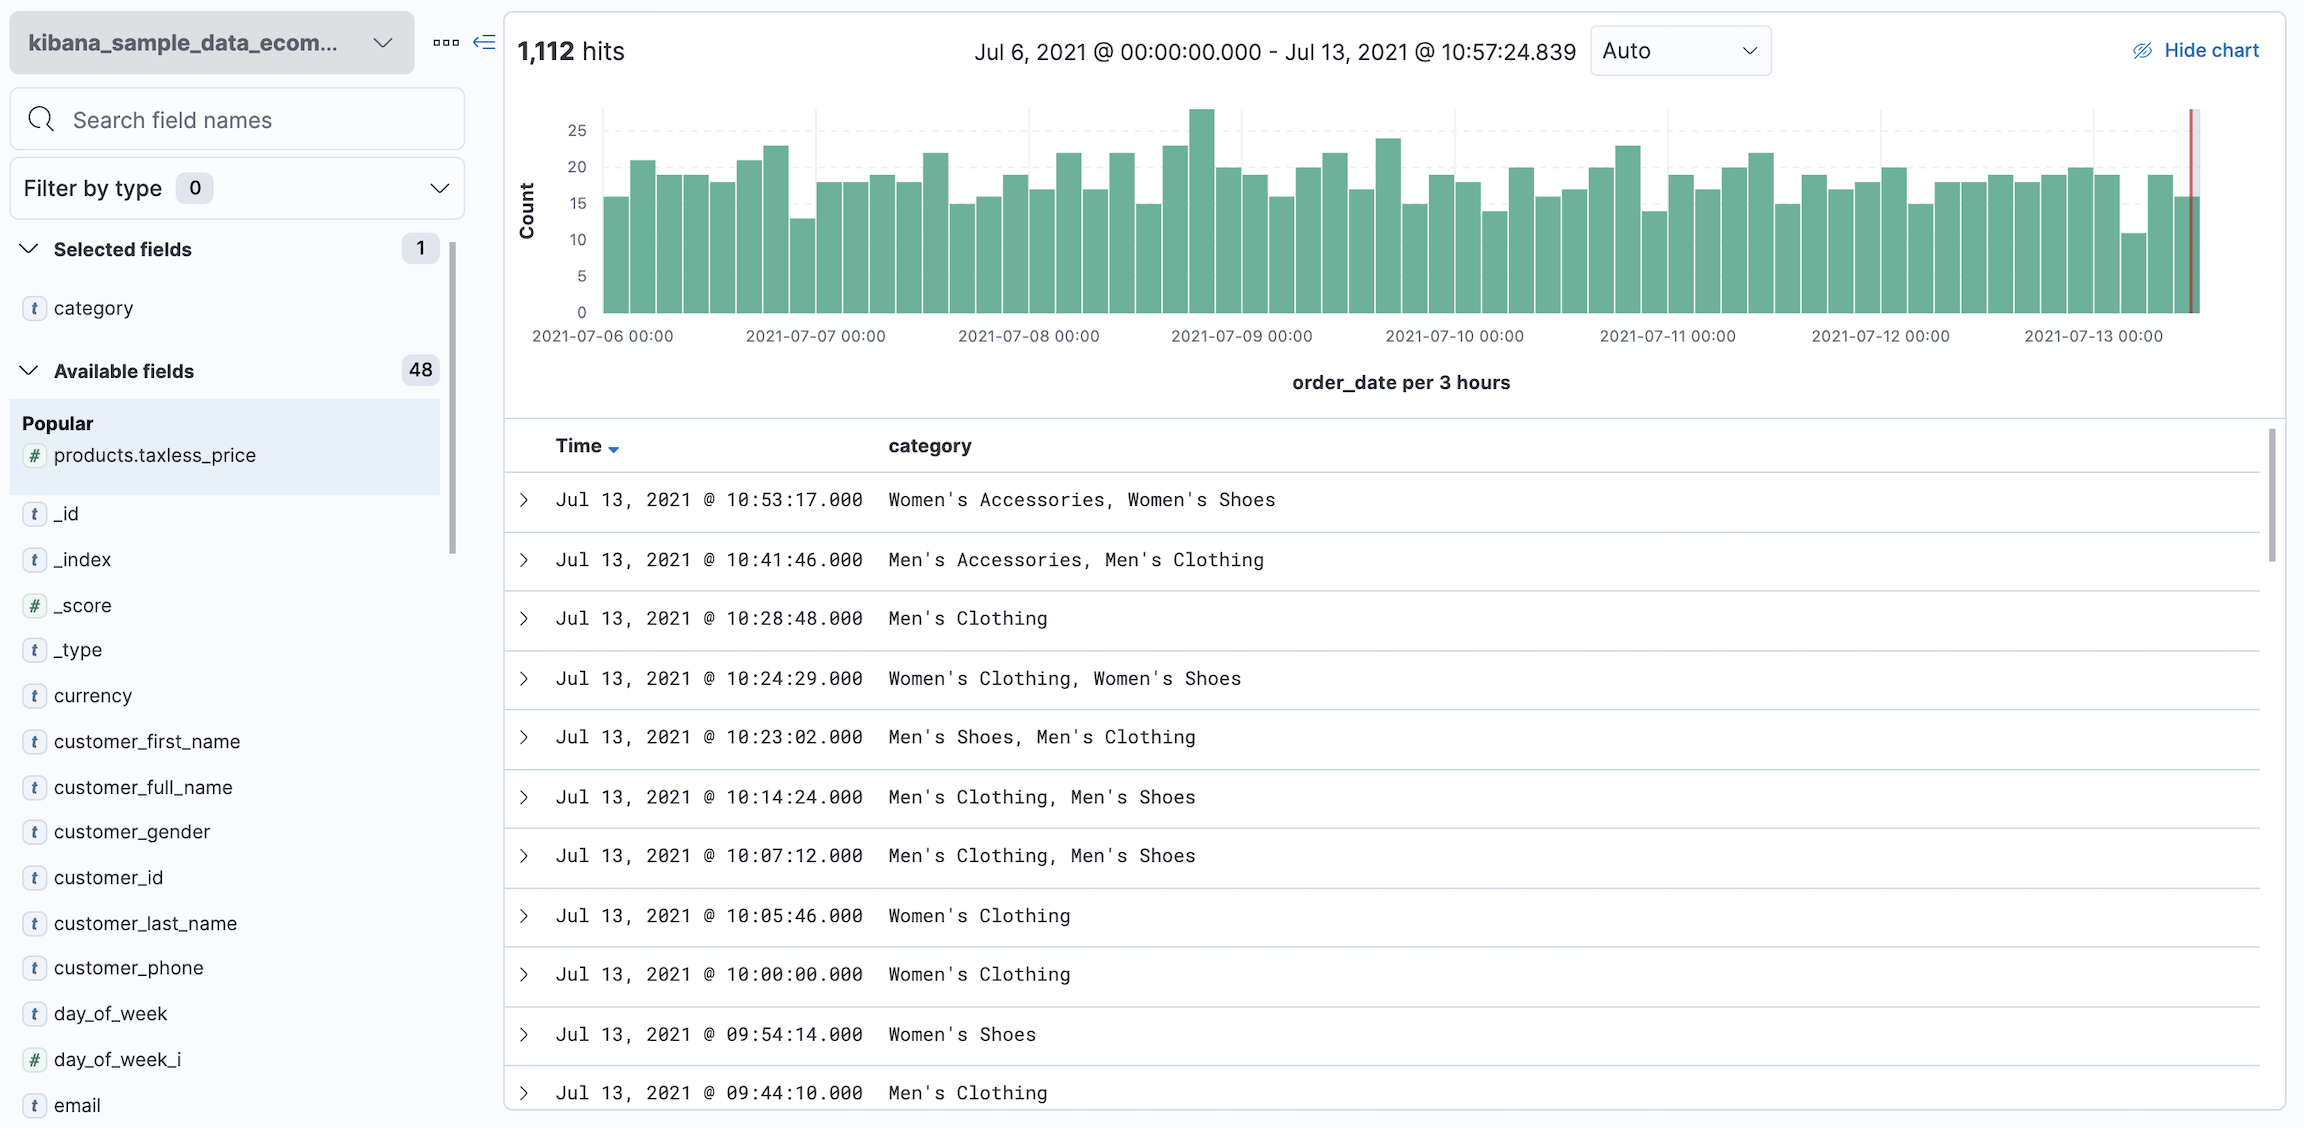 kibana_sample_data_ecom...
Search field names
Filter by type 0
Selected fields 1
t category
Available fields 48
Popular
# products.taxless_price
t _id
t _index
# _score
t _type
t currency
t customer_first_name
t customer_full_name
t customer_gender
t customer_id
t customer_last_name
t customer_phone
t day_of_week
# day_of_week_i
t email
1,112 hits
Jul 6, 2021 @ 00:00:00.000 - Jul 13, 2021 @ 10:57:24.839 Auto
Hide chart
Count
25
20
15
10
5
0
2021-07-06 00:00 2021-07-07 00:00 2021-07-08 00:00 2021-07-09 00:00 2021-07-10 00:00 2021-07-11 00:00 2021-07-12 00:00 2021-07-13 00:00
order_date per 3 hours
Time category
Jul 13, 2021 @ 10:53:17.000 Women's Accessories, Women's Shoes
Jul 13, 2021 @ 10:41:46.000 Men's Accessories, Men's Clothing
Jul 13, 2021 @ 10:28:48.000 Men's Clothing
Jul 13, 2021 @ 10:24:29.000 Women's Clothing, Women's Shoes
Jul 13, 2021 @ 10:23:02.000 Men's Shoes, Men's Clothing
Jul 13, 2021 @ 10:14:24.000 Men's Clothing, Men's Shoes
Jul 13, 2021 @ 10:07:12.000 Men's Clothing, Men's Shoes
Jul 13, 2021 @ 10:05:46.000 Women's Clothing
Jul 13, 2021 @ 10:00:00.000 Women's Clothing
Jul 13, 2021 @ 09:54:14.000 Women's Shoes
Jul 13, 2021 @ 09:44:10.000 Men's Clothing